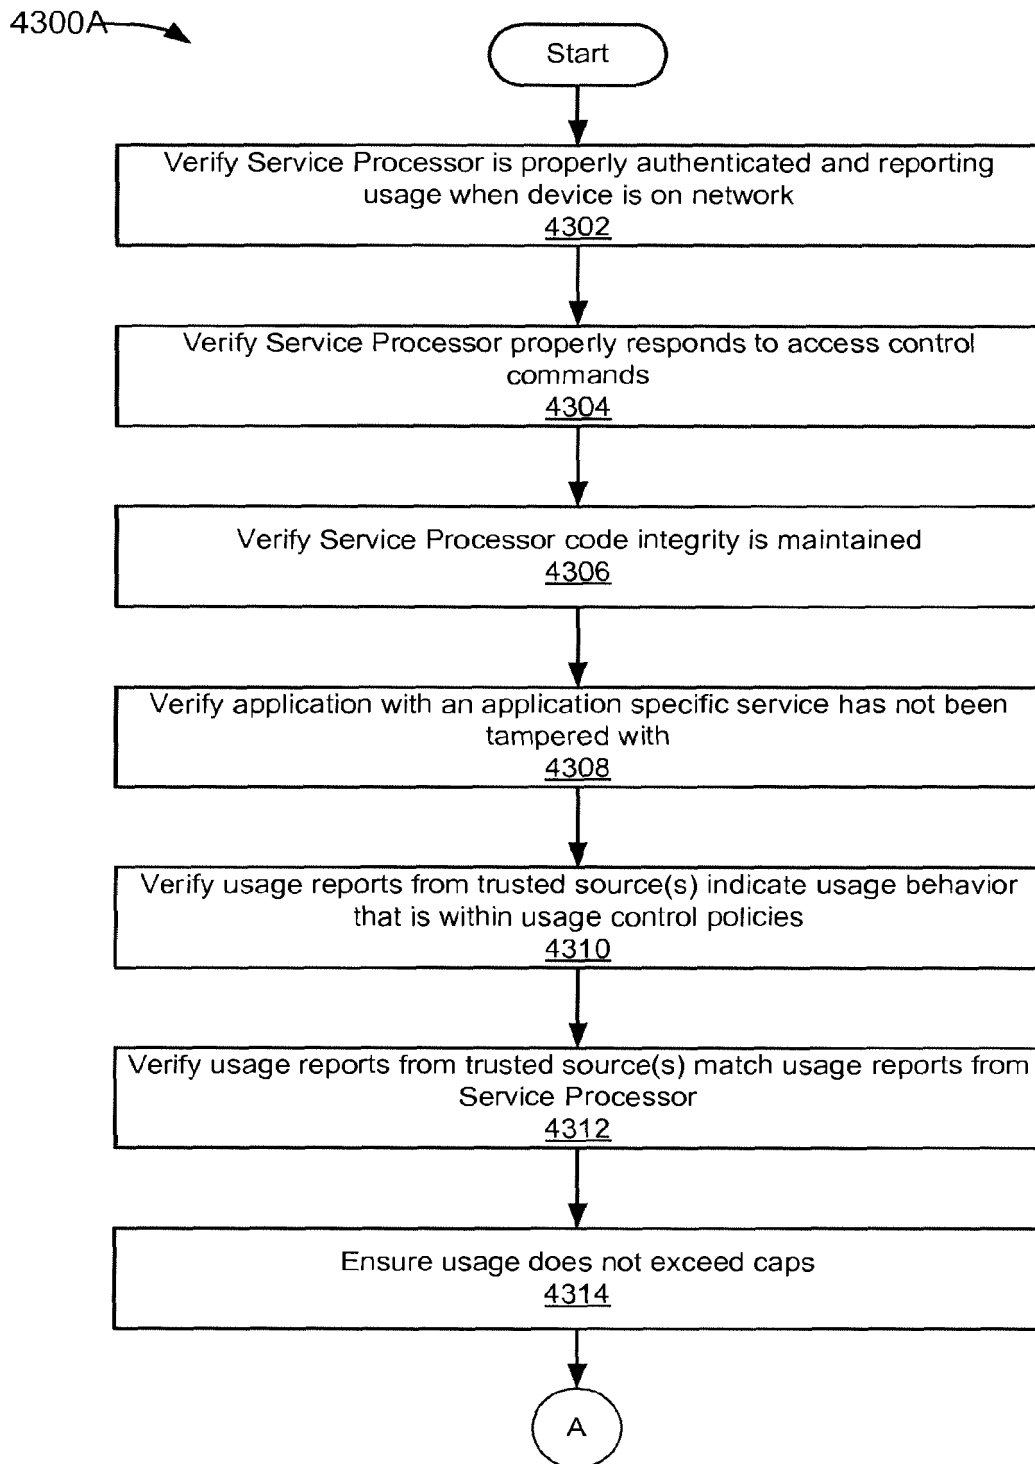 4300A
Start
Verify Service Processor is properly authenticated and reporting
usage when device is on network
4302
Verify Service Processor properly responds to access control
commands
4304
Verify Service Processor code integrity is maintained
4306
Verify application with an application specific service has not been
tampered with
4308
Verify usage reports from trusted source(s) indicate usage behavior
that is within usage control policies
4310
Verify usage reports from trusted source(s) match usage reports from
Service Processor
4312
Ensure usage does not exceed caps
4314
A